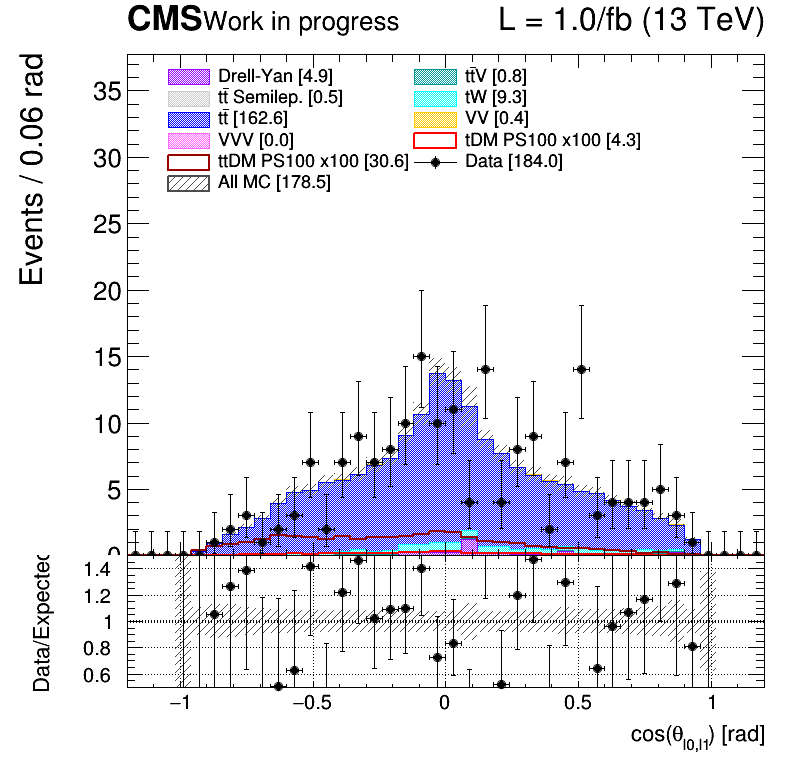 CMS Work in progress L = 1.0/fb (13 TeV)
Events / 0.06 rad
35
30
25
20
15
10
5
0
Drell-Yan [4.9] tt̄V [0.8]
tt̄ Semilep. [0.5] tW [9.3]
tt̄ [162.6] VV [0.4]
VVV [0.0] tDM PS100 x100 [4.3]
ttDM PS100 x100 [30.6] Data [184.0]
All MC [178.5]
Data/Expected
1.4
1.2
1
0.8
0.6
−1 −0.5 0 0.5 1
cos(θl0,l1) [rad]